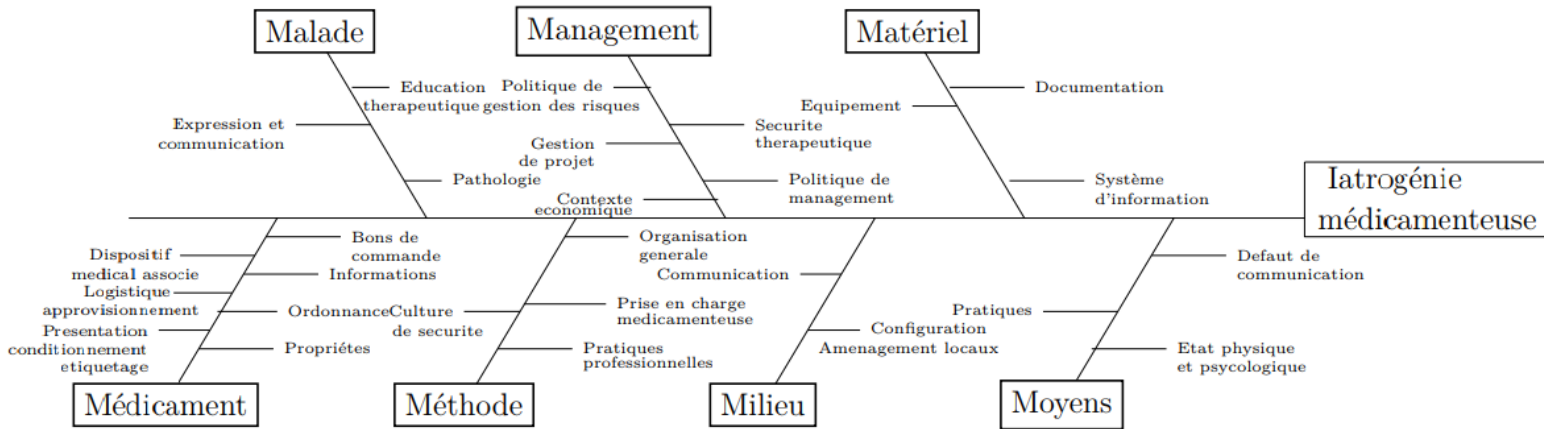 Malade
Management
Matériel
Education
therapeutique
Expression et
communication
Pathologie
Politique de
gestion des risques
Securite
therapeutique
Gestion
de projet
Politique de
management
Contexte
economique
Documentation
Equipement
Système
d'information
Iatrogénie
médicamenteuse
Bons de
commande
Dispositif
medical associe
Informations
Logistique
approvisionnement
Ordonnance
Presentation
conditionnement
etiquetage
Propriétes
Médicament
Organisation
generale
Prise en charge
medicamenteuse
Culture
de securite
Pratiques
professionnelles
Méthode
Communication
Configuration
Amenagement locaux
Milieu
Defaut de
communication
Pratiques
Etat physique
et psycologique
Moyens